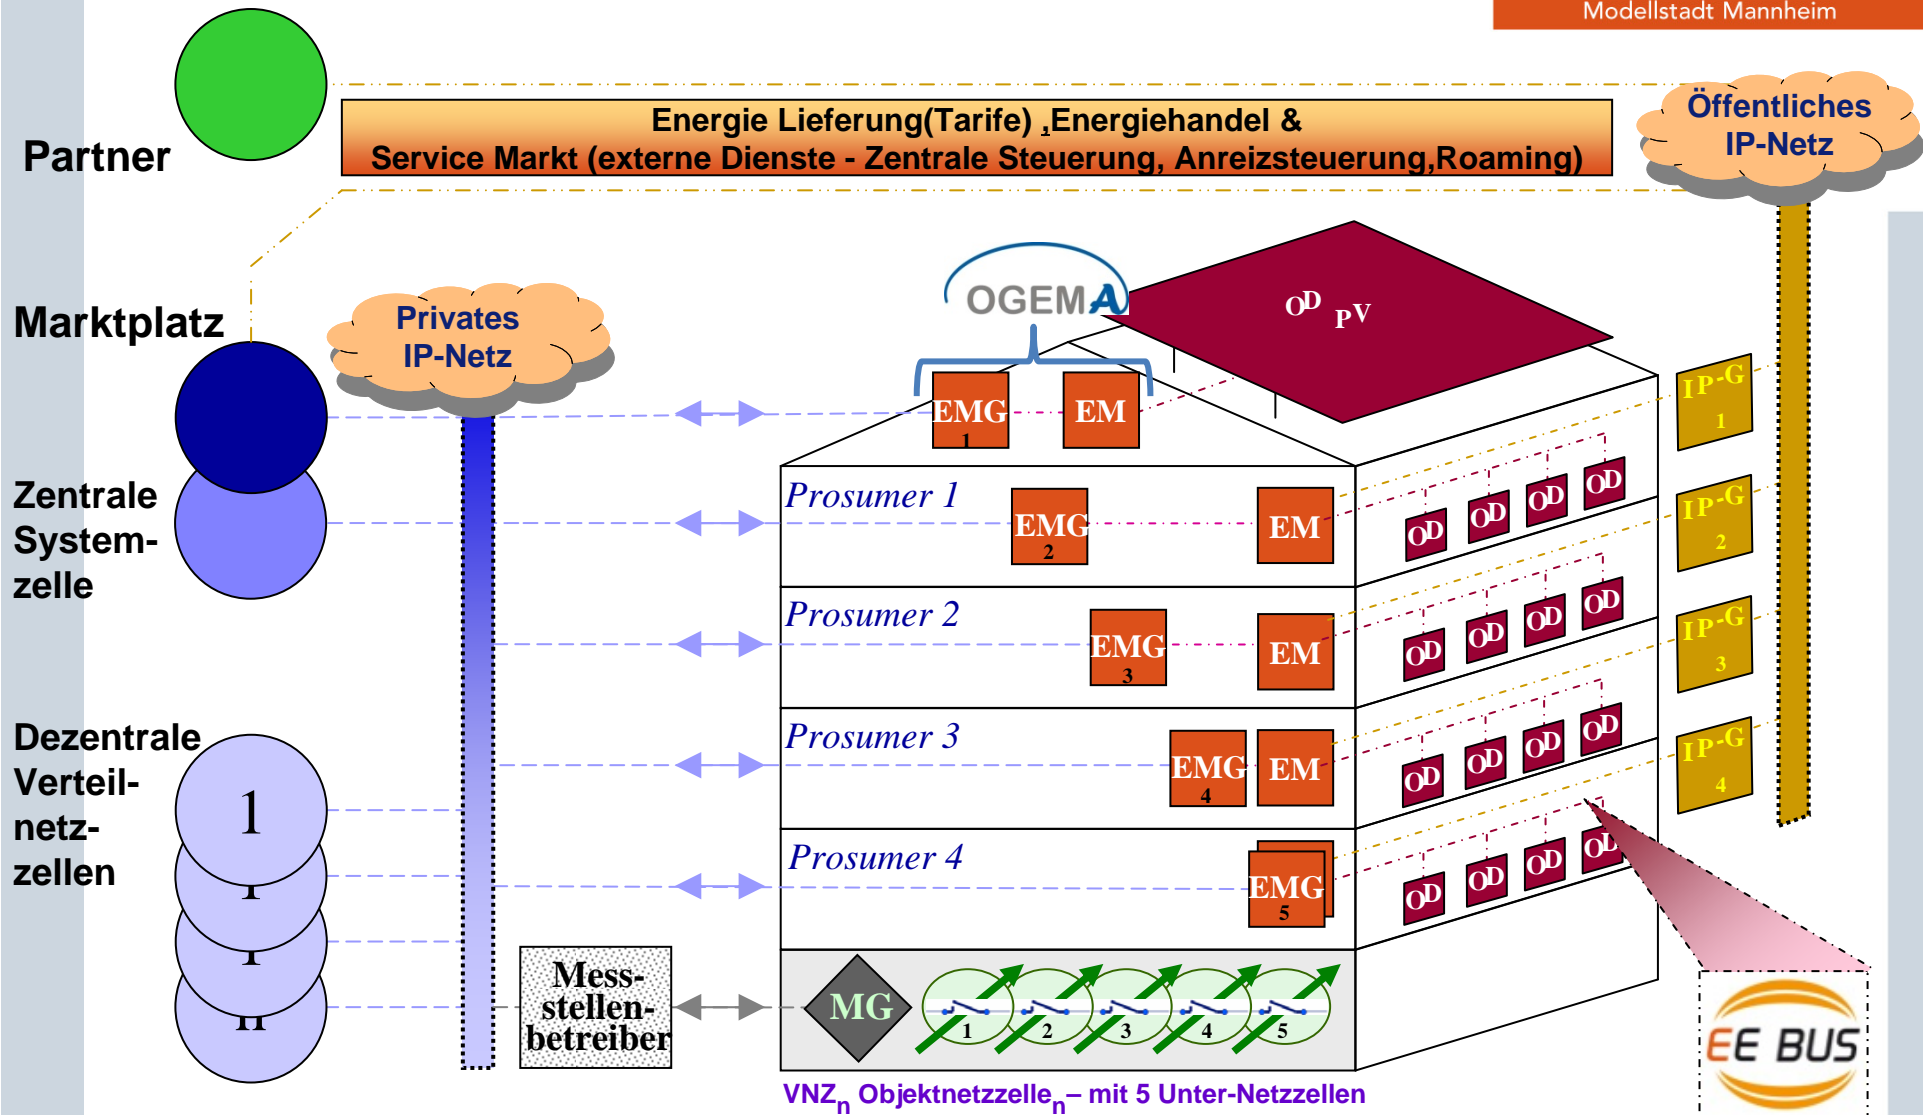 Modellstadt Mannheim
Energie Lieferung(Tarife) ,Energiehandel &
Service Markt (externe Dienste - Zentrale Steuerung, Anreizsteuerung,Roaming)
Öffentliches
IP-Netz
Partner
Marktplatz
Privates
IP-Netz
OGEMA
OD PV
EMG
1
EM
IP-G
1
Zentrale
System-
zelle
Prosumer 1
EMG
2
EM
OD OD OD OD
IP-G
2
Prosumer 2
EMG
3
EM
OD OD OD OD
IP-G
3
Prosumer 3
EMG
4
EM
OD OD OD OD
IP-G
4
Dezentrale
Verteil-
netz-
zellen
1
n
Prosumer 4
EMG
5
OD OD OD OD
Mess-
stellen-
betreiber
MG
1 2 3 4 5
EE BUS
VNZn Objektnetzzellen– mit 5 Unter-Netzzellen